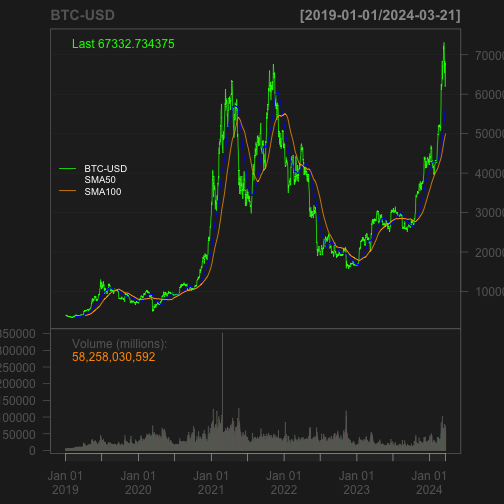 BTC-USD [2019-01-01/2024-03-21]
Last 67332.734375
70000
60000
50000
40000
30000
20000
10000
BTC-USD
SMA50
SMA100
Volume (millions):
58,258,030,592
350000
300000
250000
200000
150000
100000
50000
0
Jan 01 2019
Jan 01 2020
Jan 01 2021
Jan 01 2022
Jan 01 2023
Jan 01 2024